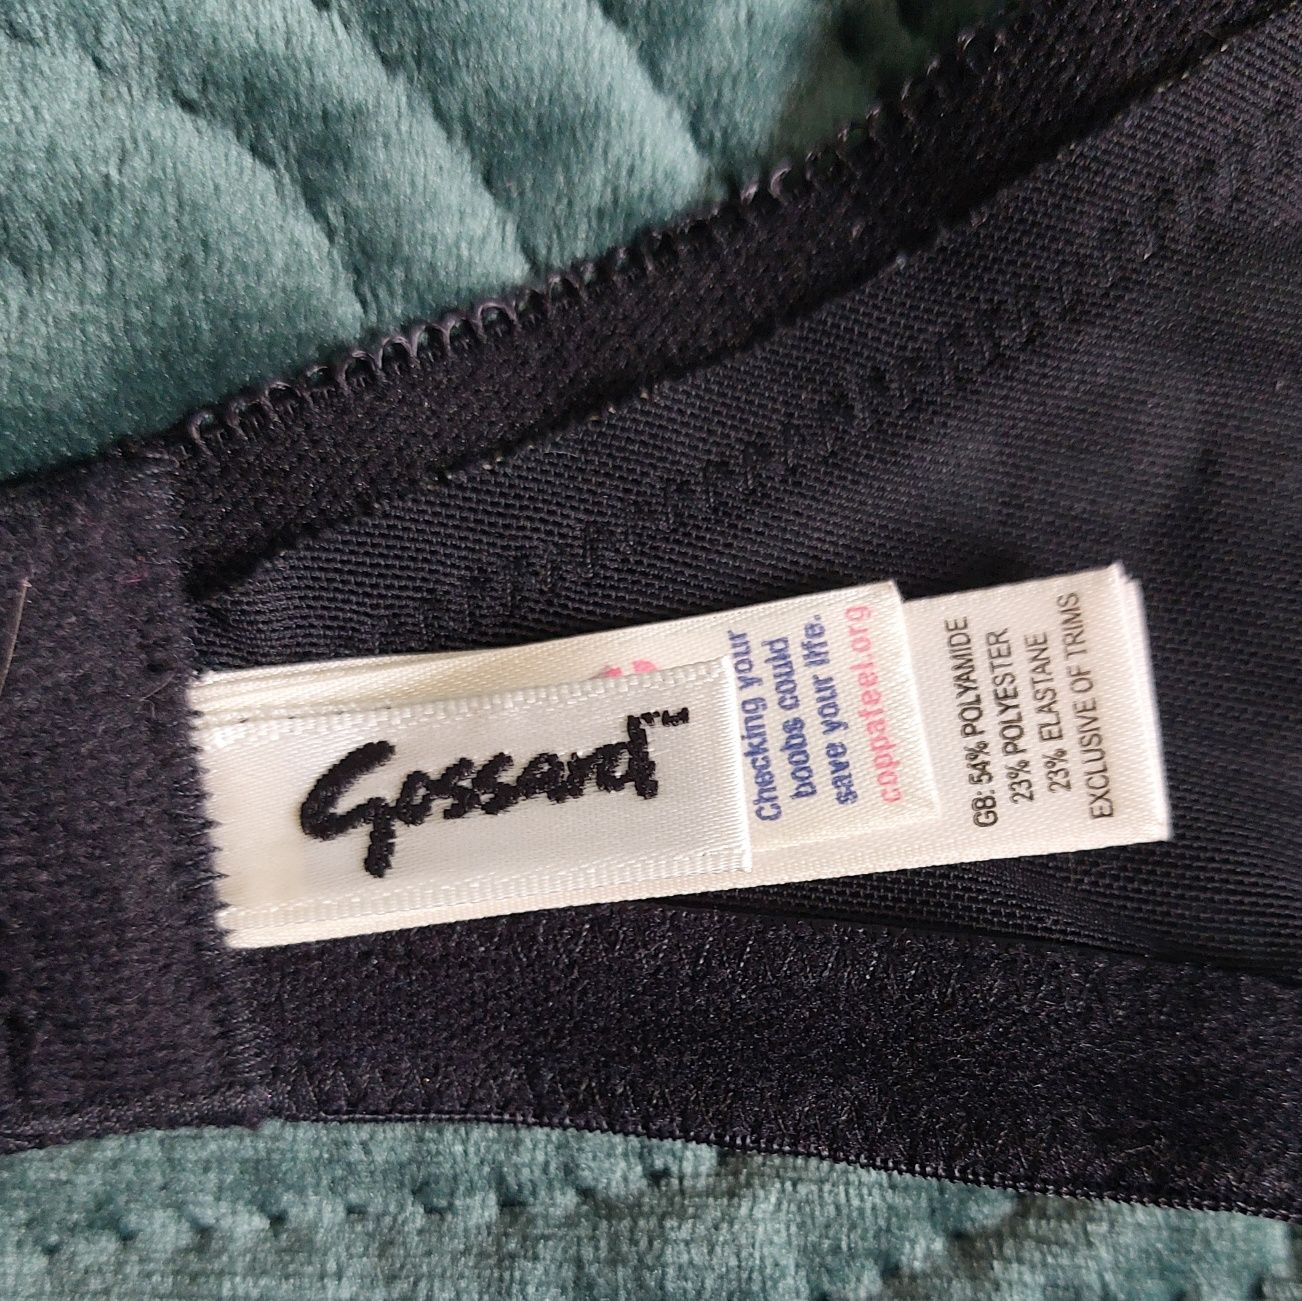 Gossard™
Checking your
boobs could
save your life.
coppafeel.org
GB: 54% POLYAMIDE
23% POLYESTER
23% ELASTANE
EXCLUSIVE OF TRIMS